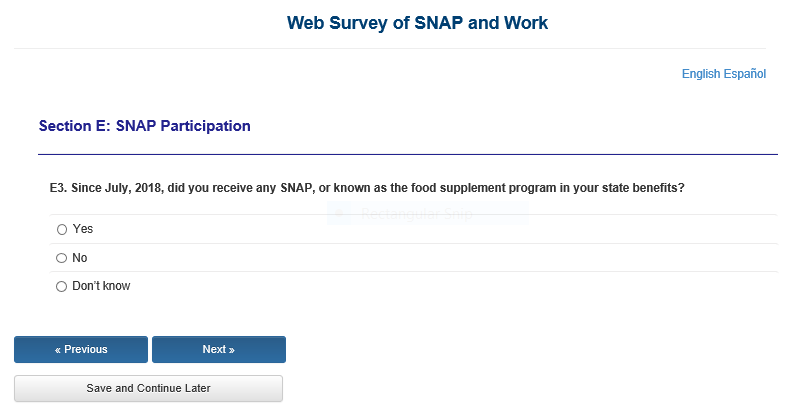 Web Survey of SNAP and Work
English Español
Section E: SNAP Participation
E3. Since July, 2018, did you receive any SNAP, or known as the food supplement program in your state benefits?
Rectangular Snip
Yes
No
Don't know
« Previous
Next »
Save and Continue Later